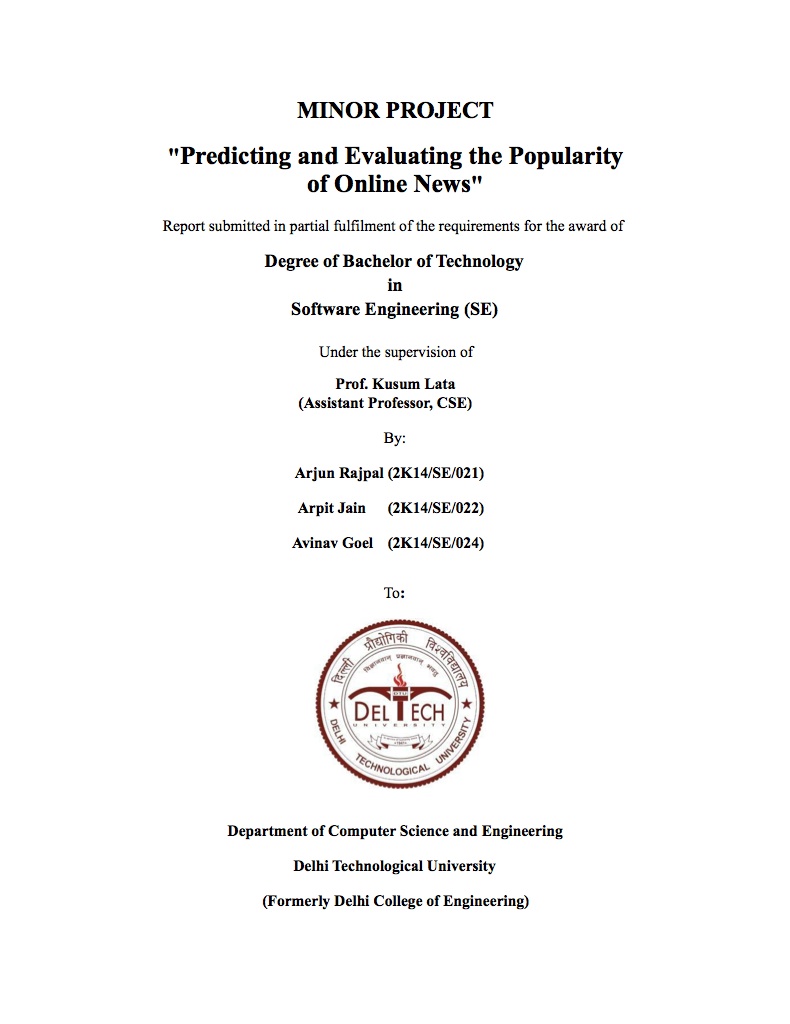 MINOR PROJECT
"Predicting and Evaluating the Popularity
of Online News"
Report submitted in partial fulfilment of the requirements for the award of
Degree of Bachelor of Technology
in
Software Engineering (SE)
Under the supervision of
Prof. Kusum Lata
(Assistant Professor, CSE)
By:
Arjun Rajpal (2K14/SE/021)
Arpit Jain (2K14/SE/022)
Avinav Goel (2K14/SE/024)
To:
दिल्ली प्रौद्योगिकी विश्वविद्यालय
DTU
DELTECH
UNIVERSITY
DELHI TECHNOLOGICAL UNIVERSITY
Department of Computer Science and Engineering
Delhi Technological University
(Formerly Delhi College of Engineering)